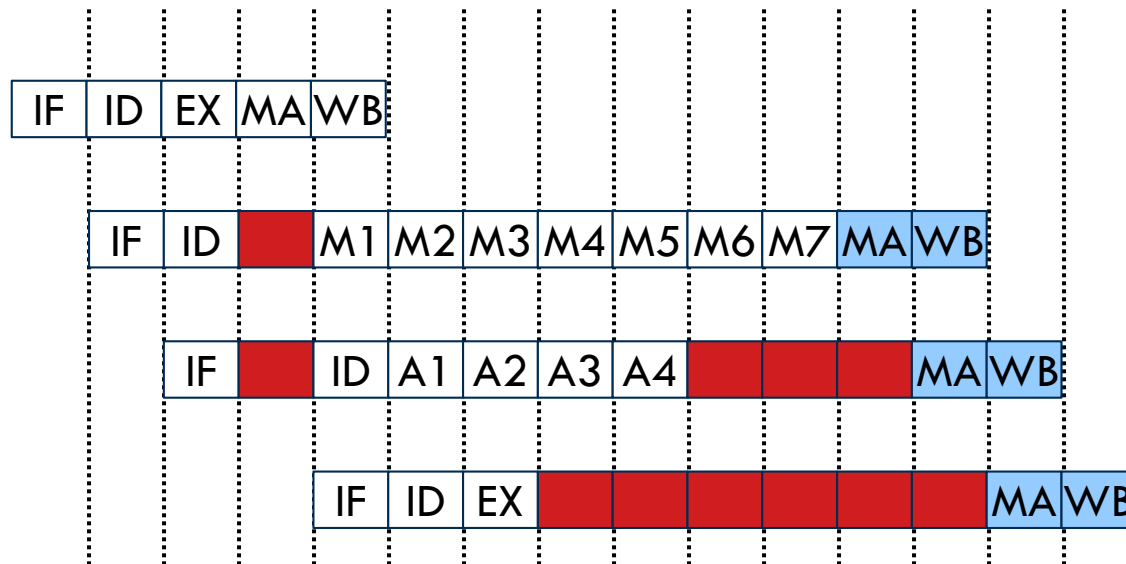 IF ID EX MA WB
IF ID M1 M2 M3 M4 M5 M6 M7 MA WB
IF ID A1 A2 A3 A4 MA WB
IF ID EX MA WB